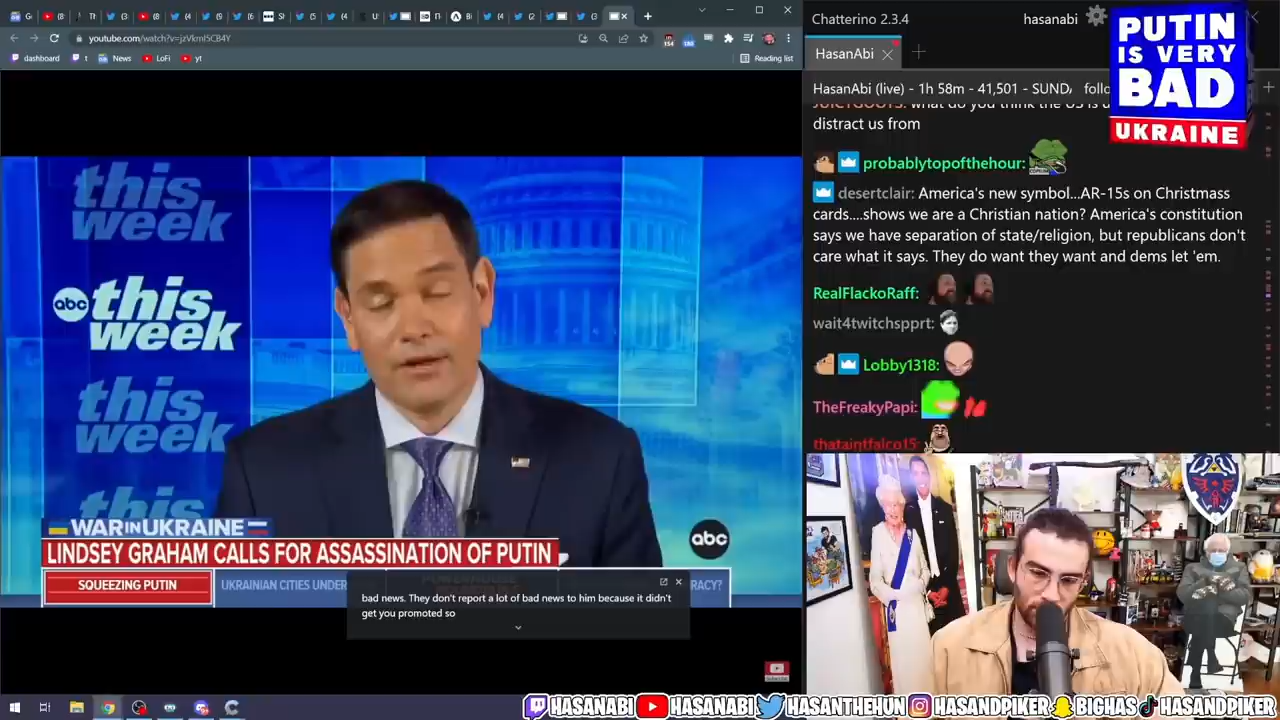 youtube.com/watch?v=jzVkmI5CB4Y
dashboard
t
News
LoFi
yt
Reading list
this
week
abc this
week
this
week
this
WAR IN UKRAINE
LINDSEY GRAHAM CALLS FOR ASSASSINATION OF PUTIN
abc
SQUEEZING PUTIN
UKRAINIAN CITIES UNDER
RACY?
bad news. They don't report a lot of bad news to him because it didn't
get you promoted so
Chatterino 2.3.4
hasanabi
HasanAbi
HasanAbi (live) - 1h 58m - 41,501 - SUND
PUTIN
IS VERY
BAD
UKRAINE
distract us from
probablytopofthehour:
desertclair: America's new symbol...AR-15s on Christmass
cards....shows we are a Christian nation? America's constitution
says we have separation of state/religion, but republicans don't
care what it says. They do want they want and dems let 'em.
RealFlackoRaff:
wait4twitchspprt:
Lobby1318:
TheFreakyPapi:
thataintfalco15:
HASANABI
HASANABI
HASANTHEHUN
HASANDPIKER
BIGHAS
HASANDPIKER